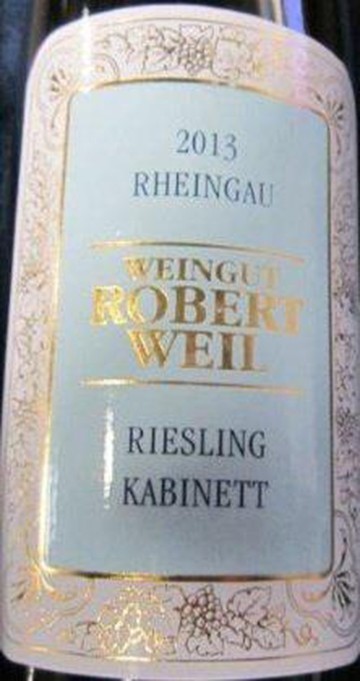 2013
RHEINGAU
WEINGUT
ROBERT
WEIL
RIESLING
KABINETT